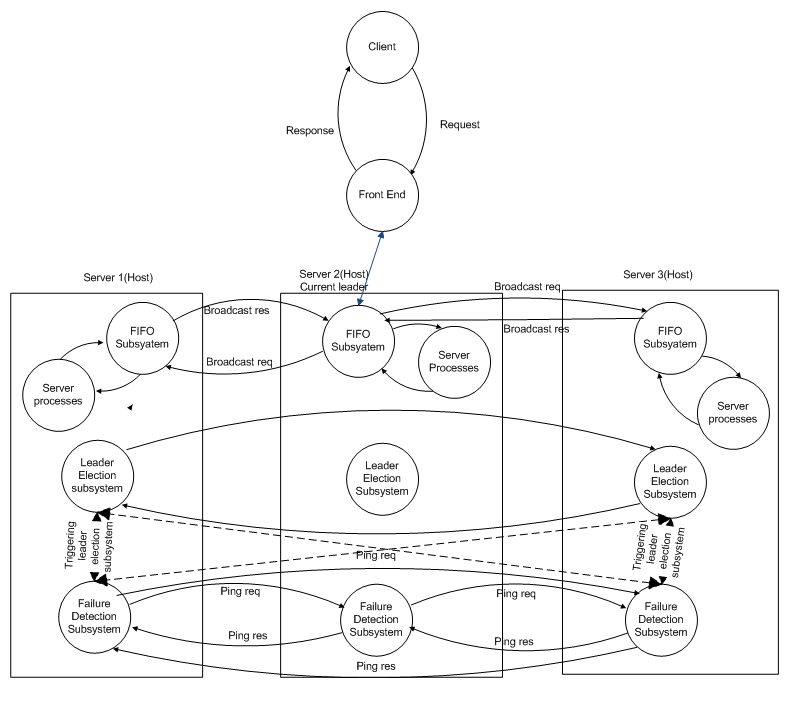 Client
Response
Request
Front End
Server 1(Host)
Server 2(Host)
Current leader
Server 3(Host)
Broadcast res
Broadcast req
Broadcast req
Broadcast res
FIFO
Subsyatem
Server
processes
FIFO
Subsyatem
Server
Processes
FIFO
Subsyatem
Server
processes
Leader
Election
subsystem
Leader
Election
Subsystem
Leader
Election
Subsystem
Triggering
leader
election
subsystem
Triggering
leader
election
subsystem
Ping req
Ping req
Ping req
Failure
Detection
Subsystem
Failure
Detection
Subsystem
Failure
Detection
Subsystem
Ping res
Ping res
Ping res